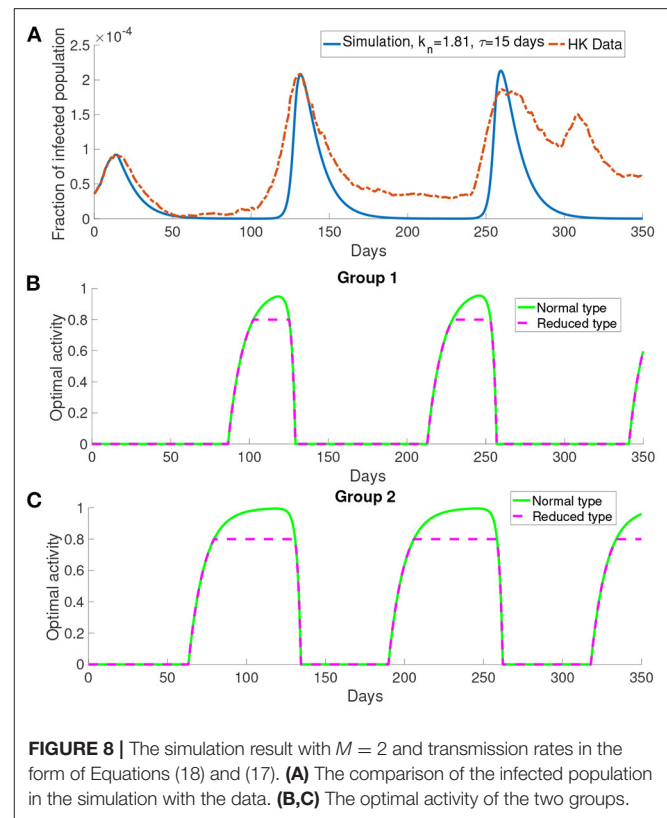 A
×10⁻⁴
Simulation, kₙ=1.81, τ=15 days
HK Data
Fraction of infected population
2.5
2
1.5
1
0.5
0
0 50 100 150 200 250 300 350
Days
B
Group 1
Normal type
Reduced type
Optimal activity
1
0.8
0.6
0.4
0.2
0
0 50 100 150 200 250 300 350
Days
C
Group 2
Normal type
Reduced type
Optimal activity
1
0.8
0.6
0.4
0.2
0
0 50 100 150 200 250 300 350
Days
FIGURE 8 | The simulation result with M = 2 and transmission rates in the
form of Equations (18) and (17). (A) The comparison of the infected population
in the simulation with the data. (B,C) The optimal activity of the two groups.